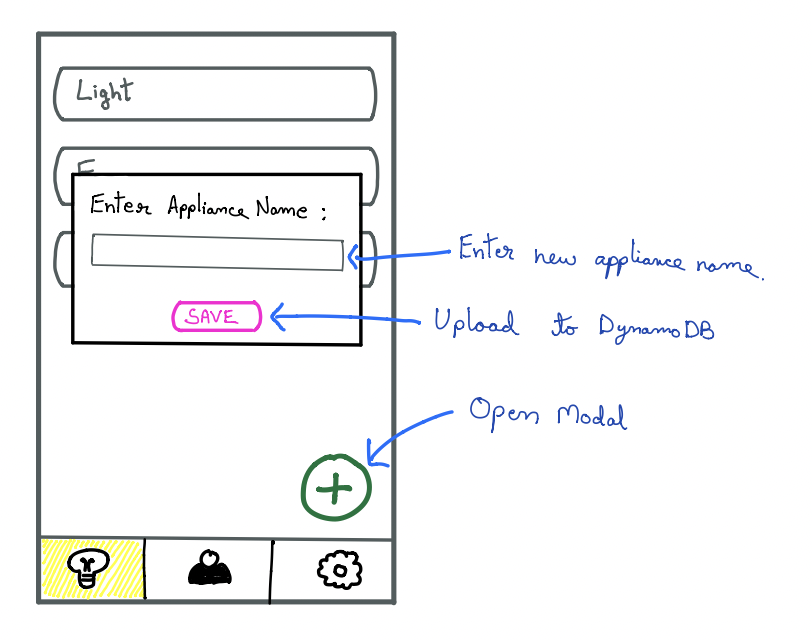 Light
F
Enter Appliance Name :
Enter new appliance name.
SAVE
Upload to DynamoDB
Open Modal